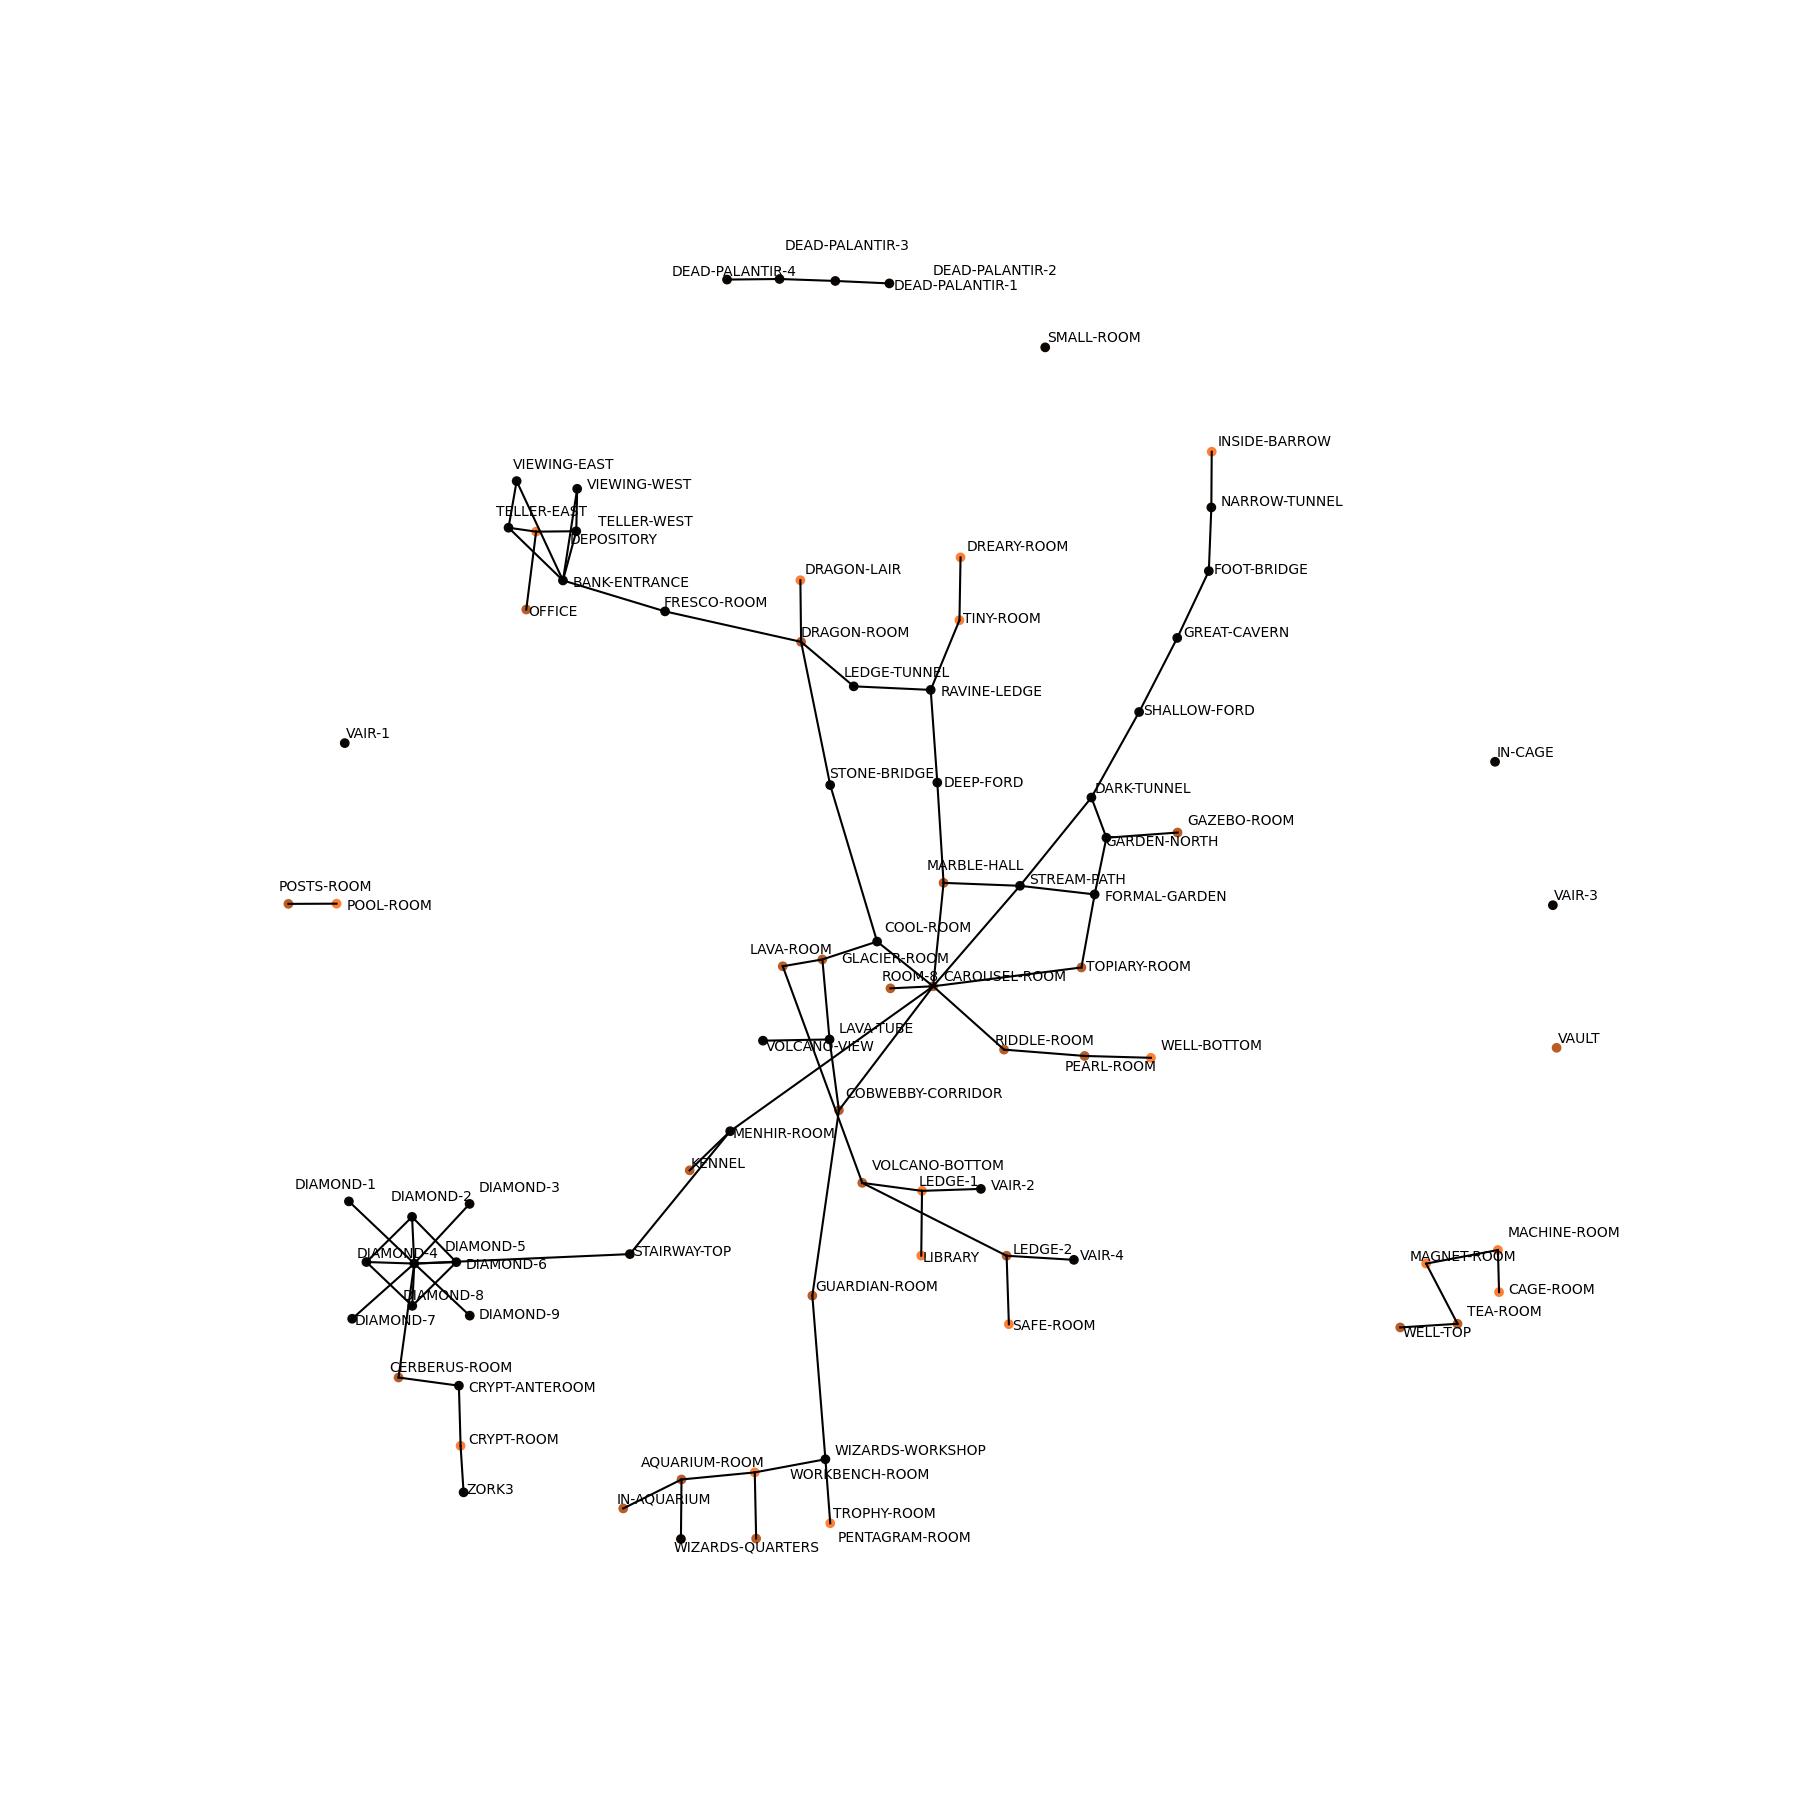 DEAD-PALANTIR-3
DEAD-PALANTIR-4
DEAD-PALANTIR-2
DEAD-PALANTIR-1
SMALL-ROOM
INSIDE-BARROW
VIEWING-EAST
VIEWING-WEST
NARROW-TUNNEL
TELLER-EAST
TELLER-WEST
DEPOSITORY
DREARY-ROOM
DRAGON-LAIR
FOOT-BRIDGE
BANK-ENTRANCE
FRESCO-ROOM
OFFICE
TINY-ROOM
DRAGON-ROOM
GREAT-CAVERN
LEDGE-TUNNEL
RAVINE-LEDGE
SHALLOW-FORD
VAIR-1
IN-CAGE
STONE-BRIDGE
DEEP-FORD
DARK-TUNNEL
GAZEBO-ROOM
GARDEN-NORTH
MARBLE-HALL
STREAM-PATH
POSTS-ROOM
FORMAL-GARDEN
VAIR-3
POOL-ROOM
COOL-ROOM
LAVA-ROOM
GLACIER-ROOM
TOPIARY-ROOM
ROOM-8
CAROUSEL-ROOM
LAVA-TUBE
VOLCANO-VIEW
RIDDLE-ROOM
WELL-BOTTOM
VAULT
PEARL-ROOM
COBWEBBY-CORRIDOR
MENHIR-ROOM
KENNEL
VOLCANO-BOTTOM
LEDGE-1
VAIR-2
DIAMOND-1
DIAMOND-2
DIAMOND-3
DIAMOND-4
DIAMOND-5
DIAMOND-6
STAIRWAY-TOP
LIBRARY
LEDGE-2
VAIR-4
MACHINE-ROOM
MAGNET-ROOM
GUARDIAN-ROOM
CAGE-ROOM
DIAMOND-8
DIAMOND-7
DIAMOND-9
TEA-ROOM
SAFE-ROOM
WELL-TOP
CERBERUS-ROOM
CRYPT-ANTEROOM
CRYPT-ROOM
WIZARDS-WORKSHOP
AQUARIUM-ROOM
WORKBENCH-ROOM
ZORK3
IN-AQUARIUM
TROPHY-ROOM
PENTAGRAM-ROOM
WIZARDS-QUARTERS